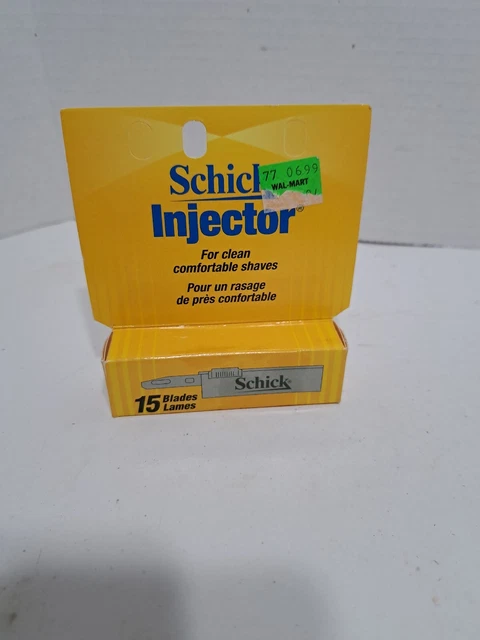 77 0699
WAL-MART
Schick
Injector®
For clean
comfortable shaves
Pour un rasage
de près confortable
Schick®
15 Blades
Lames